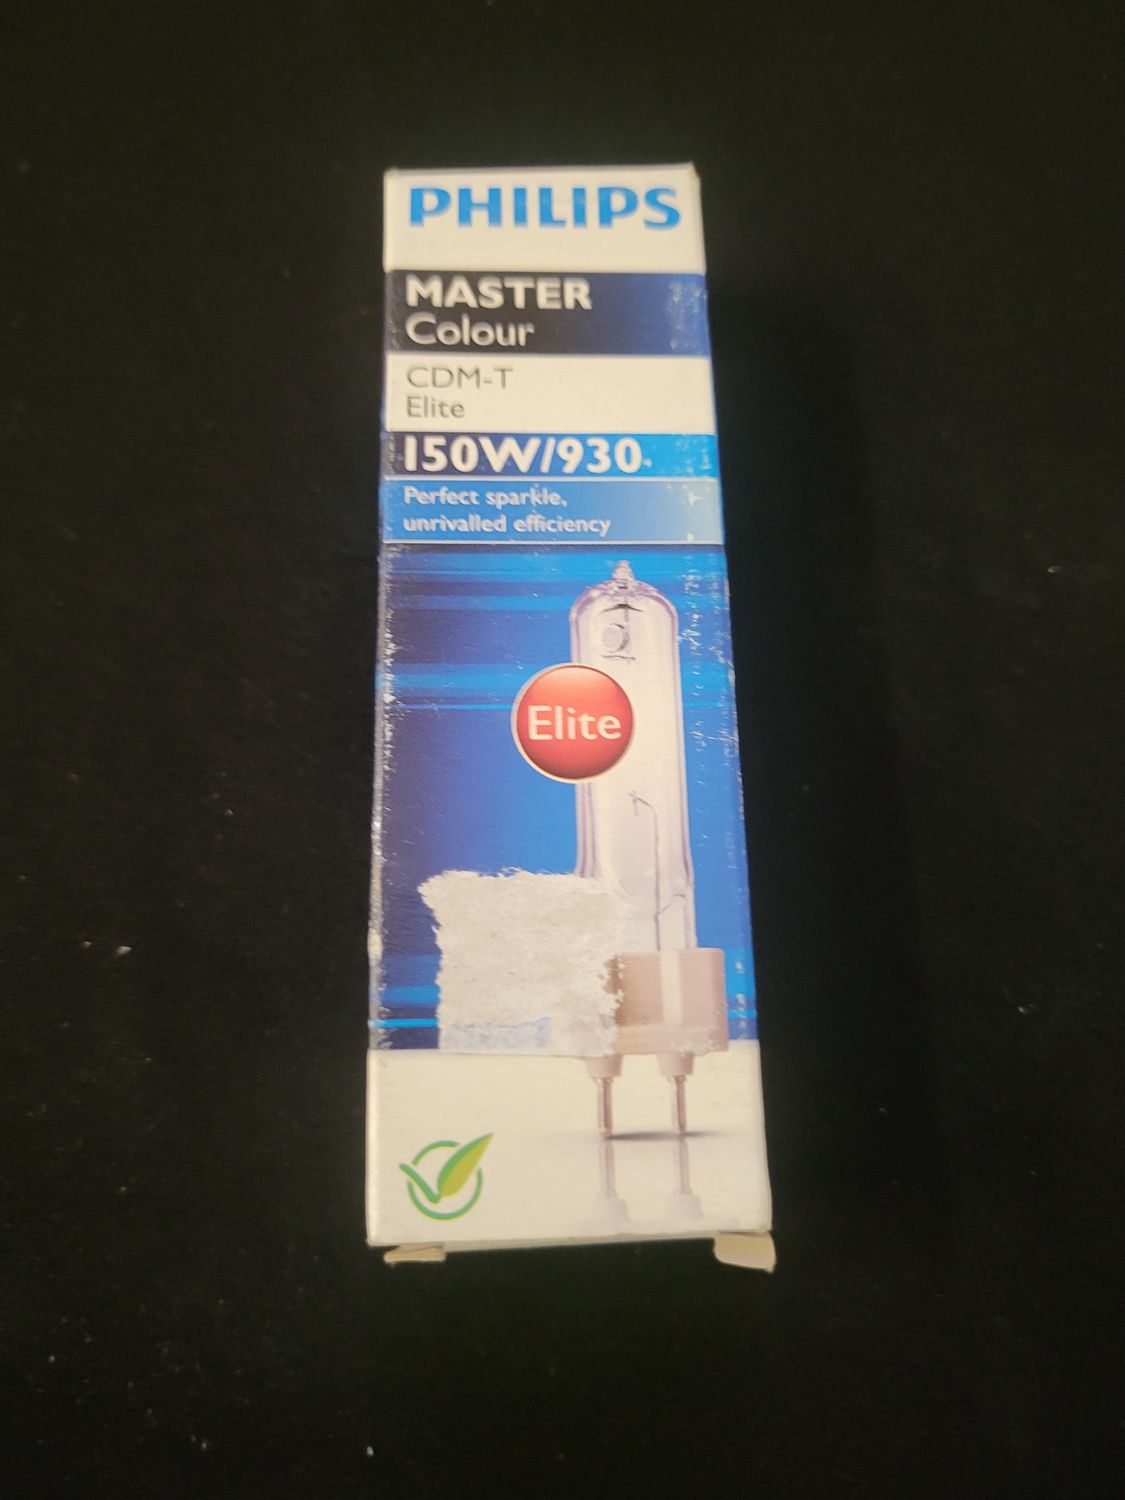 PHILIPS
MASTER
Colour
CDM-T
Elite
150W/930
Perfect sparkle,
unrivalled efficiency
Elite